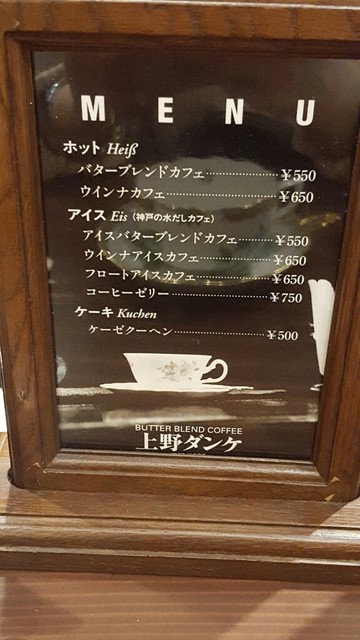 MENU
ホット Heiß
バターブレンドカフェ ¥550
ウインナカフェ ¥650
アイス Eis (神戸の水だしカフェ)
アイスバターブレンドカフェ ¥550
ウインナアイスカフェ ¥650
フロートアイスカフェ ¥650
コーヒーゼリー ¥750
ケーキ Kuchen
ケーゼクーヘン ¥500
BUTTER BLEND COFFEE
上野ダンケ